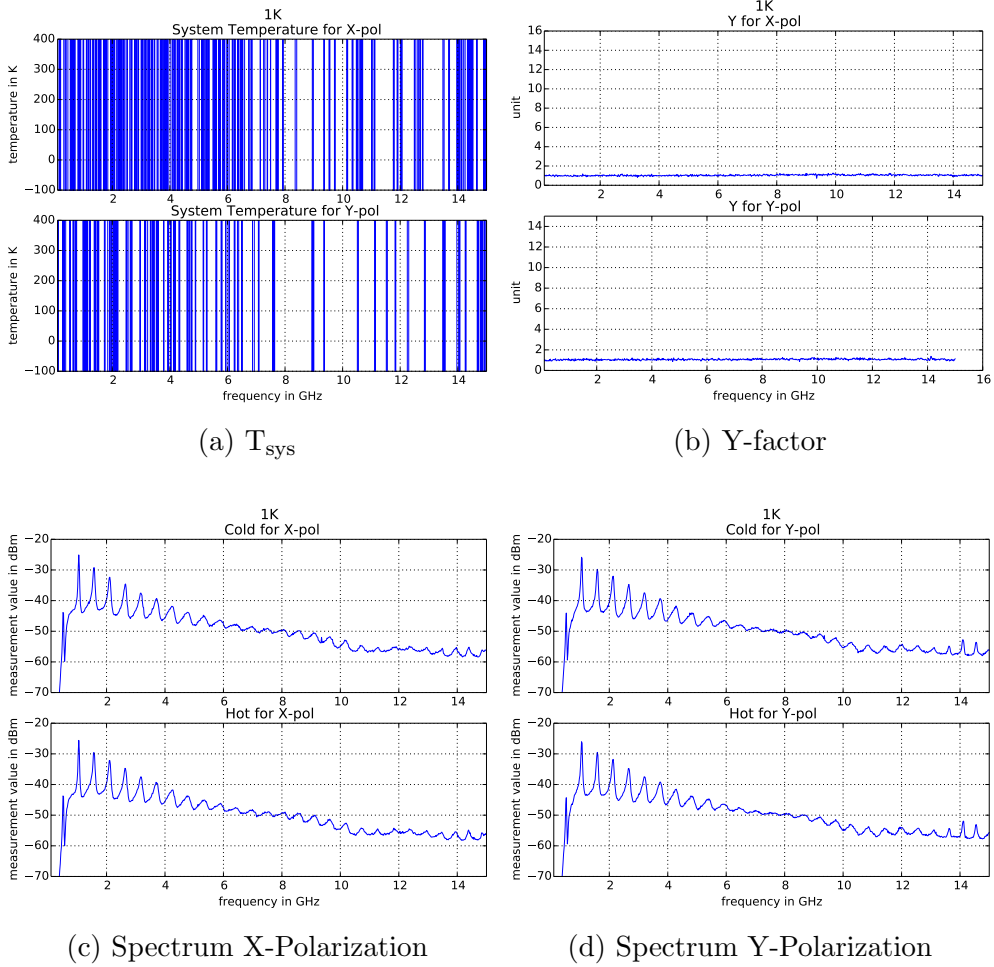 1K
System Temperature for X-pol
temperature in K
400
300
200
100
0
−100
2 4 6 8 10 12 14
System Temperature for Y-pol
temperature in K
400
300
200
100
0
−100
2 4 6 8 10 12 14
frequency in GHz
(a) Tsys
1K
Y for X-pol
unit
16
14
12
10
8
6
4
2
0
2 4 6 8 10 12 14
Y for Y-pol
unit
14
12
10
8
6
4
2
0
2 4 6 8 10 12 14 16
frequency in GHz
(b) Y-factor
1K
Cold for X-pol
measurement value in dBm
−20
−30
−40
−50
−60
−70
2 4 6 8 10 12 14
Hot for X-pol
measurement value in dBm
−20
−30
−40
−50
−60
−70
2 4 6 8 10 12 14
frequency in GHz
(c) Spectrum X-Polarization
1K
Cold for Y-pol
measurement value in dBm
−20
−30
−40
−50
−60
−70
2 4 6 8 10 12 14
Hot for Y-pol
measurement value in dBm
−20
−30
−40
−50
−60
−70
2 4 6 8 10 12 14
frequency in GHz
(d) Spectrum Y-Polarization